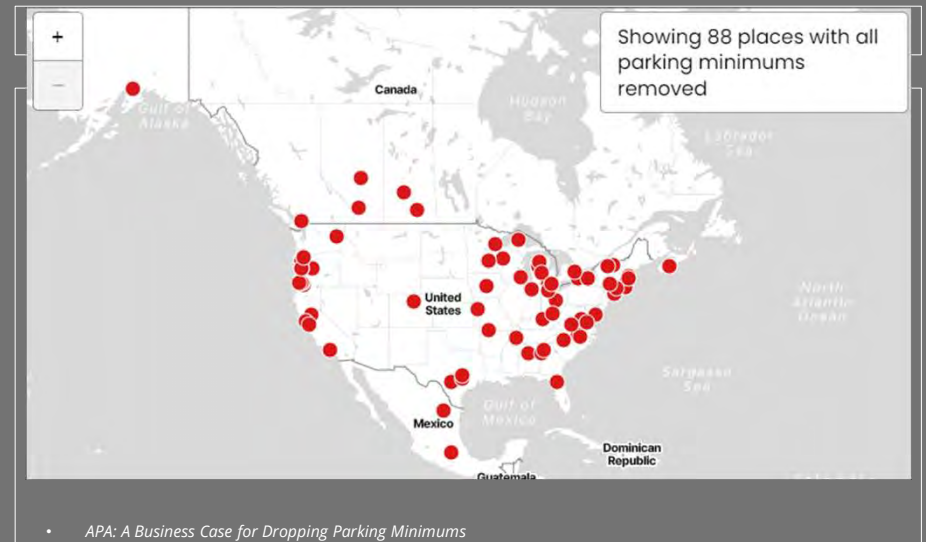 +
−
Showing 88 places with all
parking minimums
removed
Canada
Gulf of
Alaska
Hudson
Bay
Labrador
Sea
United
States
North
Atlantic
Ocean
Sargasso
Sea
Gulf of
Mexico
Mexico
Dominican
Republic
Guatemala
• APA: A Business Case for Dropping Parking Minimums